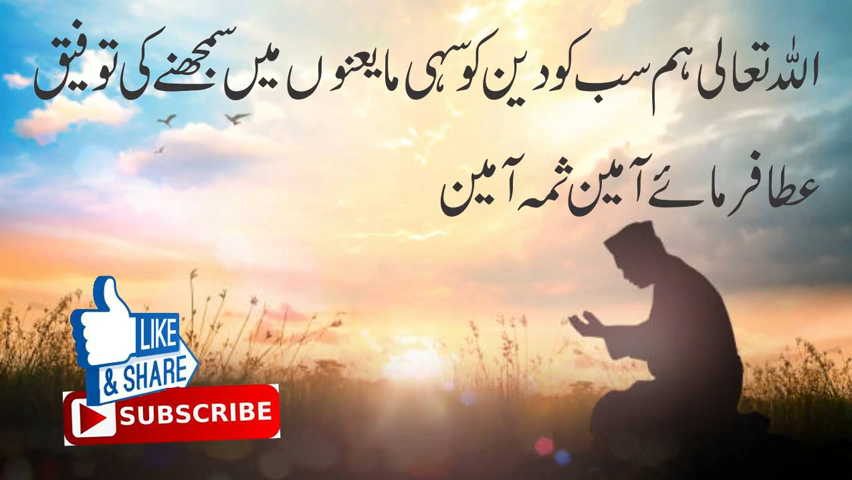 اللہ تعالی ہم سب کو دین کو سہی مایعنوں میں سمجھنے کی توفیق
عطا فرمائے آمین ثمہ آمین
LIKE
& SHARE
SUBSCRIBE